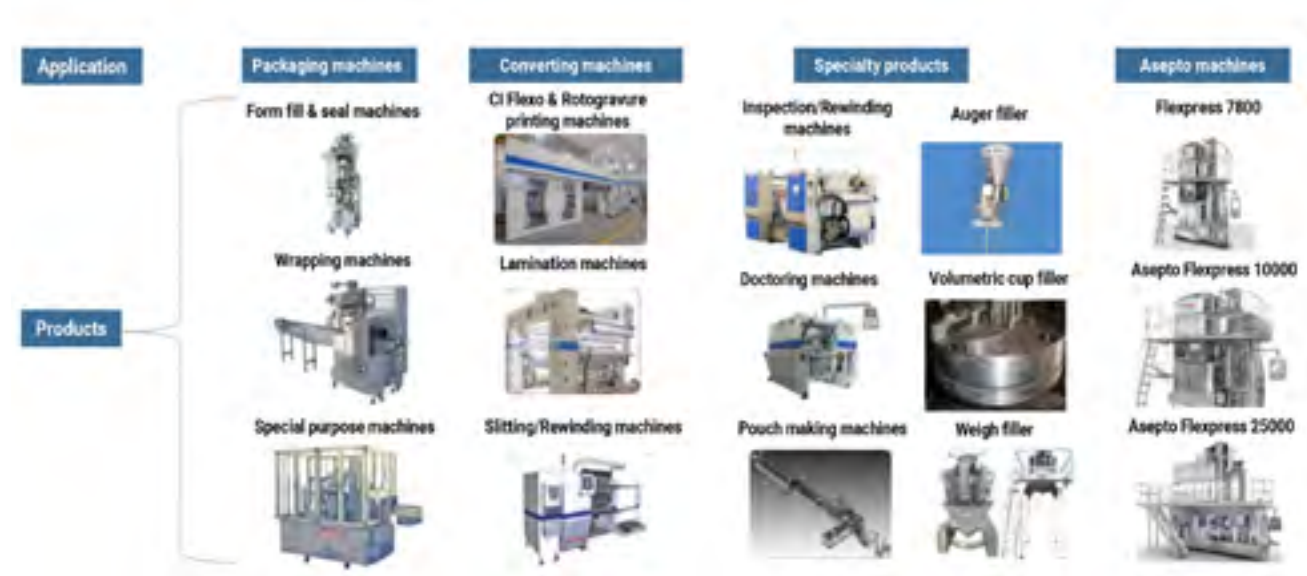 Application
Packaging machines
Converting machines
Specialty products
Asepto machines
Products
Form fill & seal machines
Wrapping machines
Special purpose machines
CI Flexo & Rotogravure
printing machines
Lamination machines
Slitting/Rewinding machines
Inspection/Rewinding
machines
Doctoring machines
Pouch making machines
Auger filler
Volumetric cup filler
Weigh filler
Flexpress 7800
Asepto Flexpress 10000
Asepto Flexpress 25000